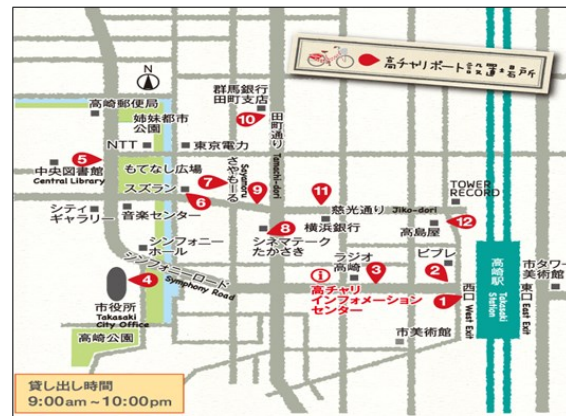 高チャリポート設置場所
N
群馬銀行
田町支店
10
高崎郵便局
姉妹都市
公園
田町通り
Tamachi-dori
NTT
東京電力
5
もてなし広場
さやもーる
Sayamoru
中央図書館
Central Library
スズラン
7
9
11
TOWER
RECORD
6
慈光通り
Jiko-dori
12
シティ
ギャラリー
音楽センター
8
横浜銀行
高島屋
シネマテーク
たかさき
シンフォニー
ホール
シンフォニーロード
Symphony Road
ラジオ
高崎
3
ビブレ
2
高崎駅
Takasaki
Station
市タワー
美術館
4
高チャリ
インフォメーション
センター
1
西口
West Exit
東口
East Exit
市役所
Takasaki
City Office
市美術館
高崎公園
貸し出し時間
9:00am～10:00pm